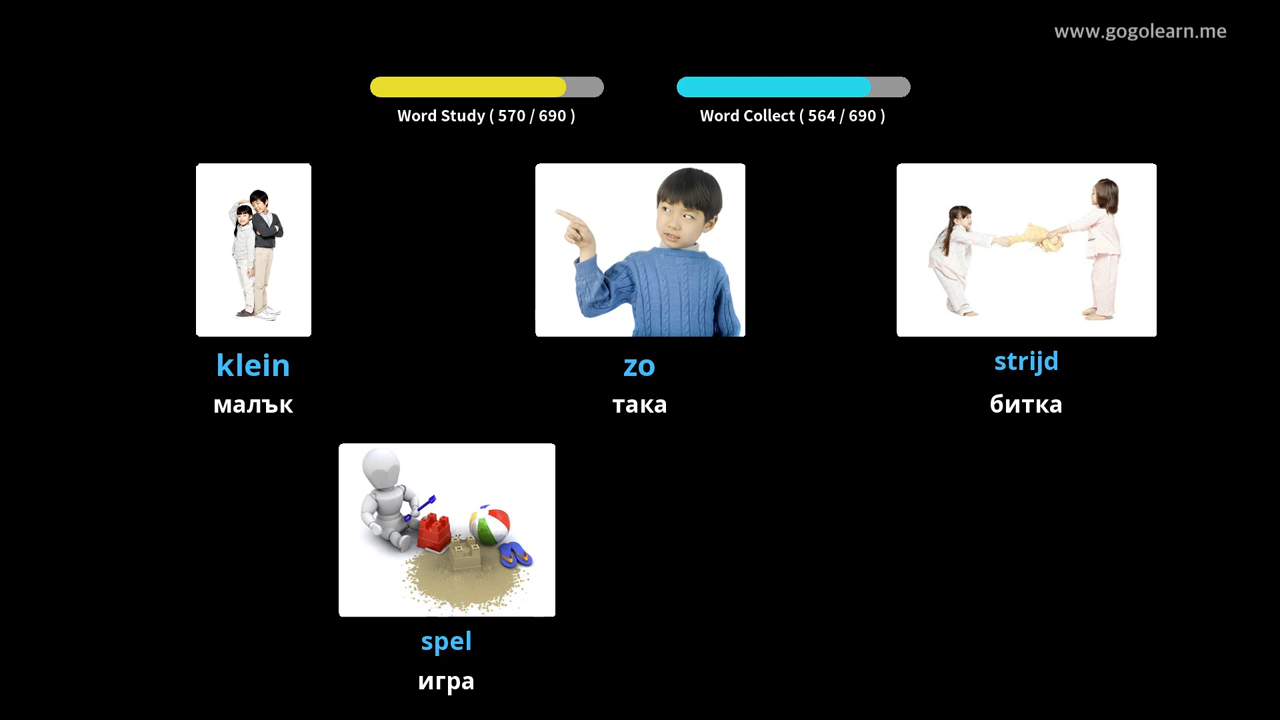 www.gogolearn.me
Word Study ( 570 / 690 )
Word Collect ( 564 / 690 )
klein
малък
zo
така
strijd
битка
spel
игра